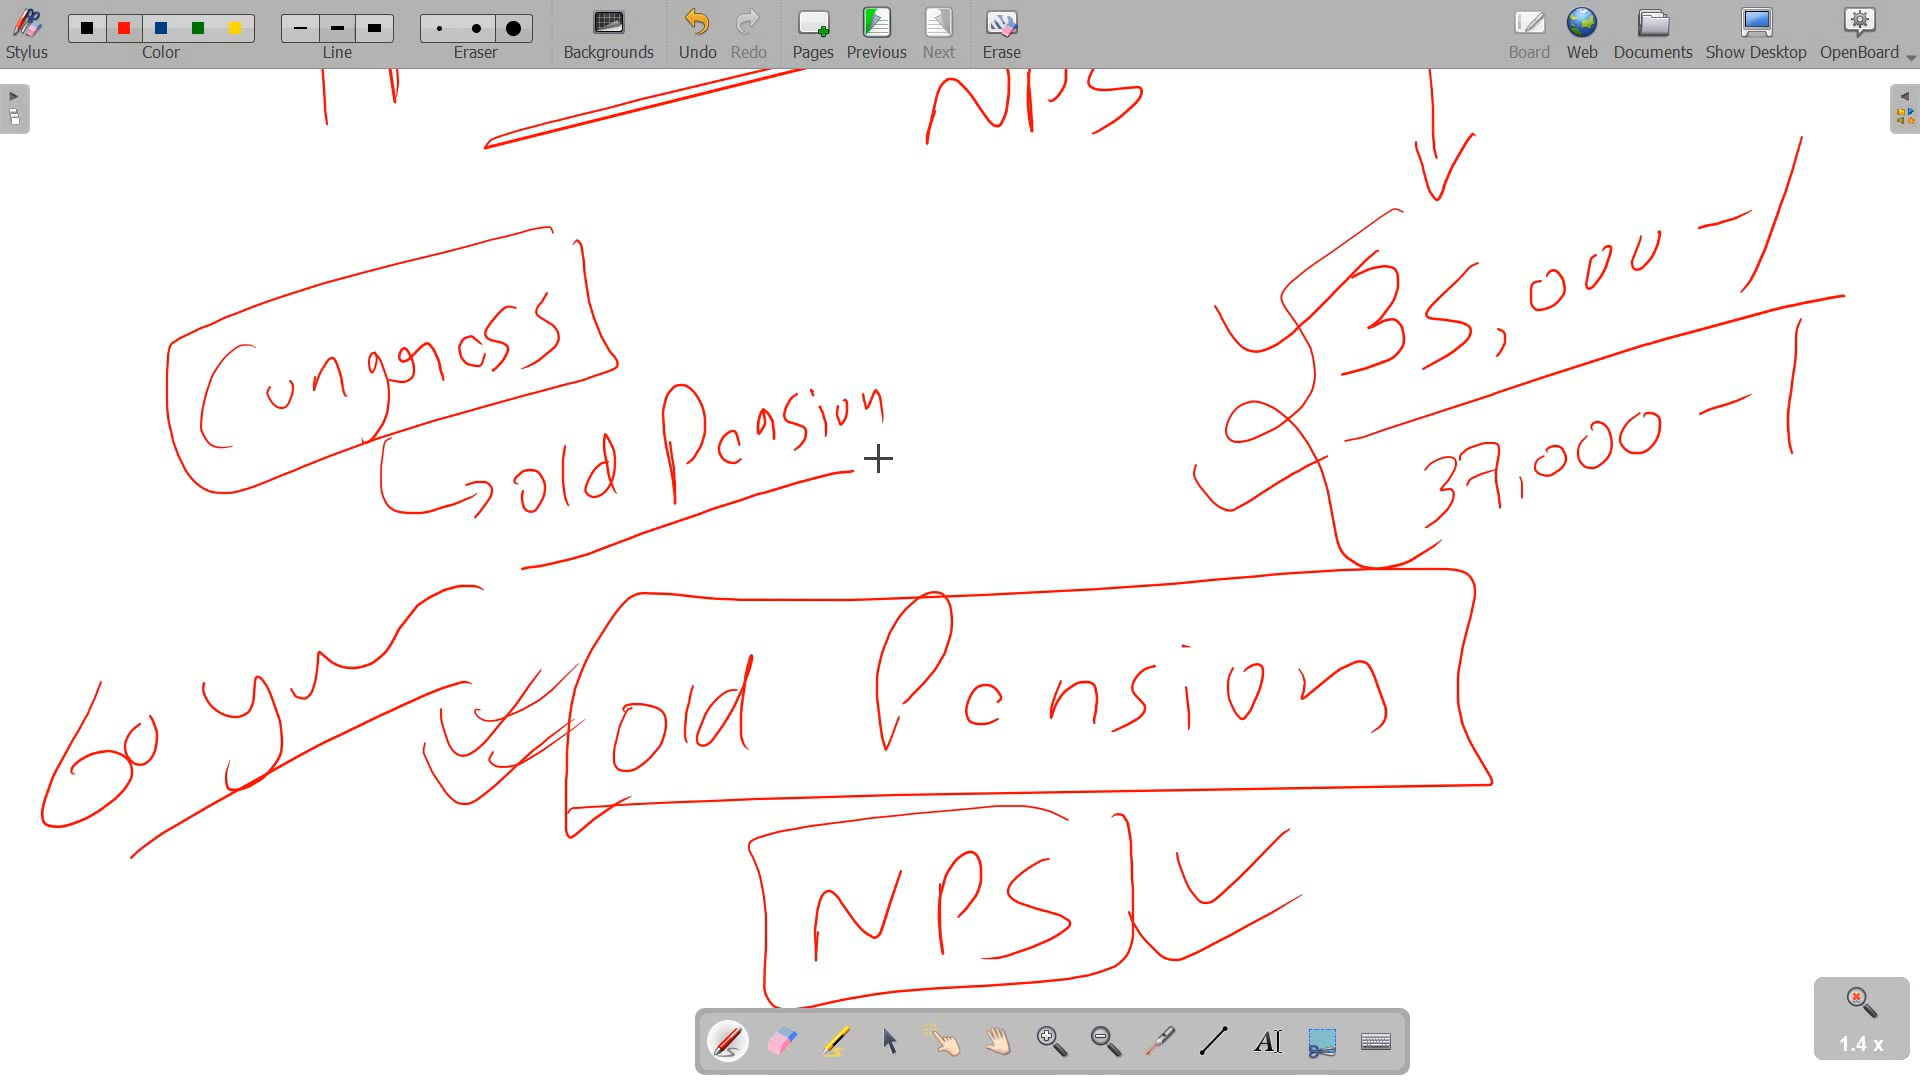 Stylus Color Line Eraser Backgrounds Undo Redo Pages Previous Next Erase Board Web Documents Show Desktop OpenBoard
NPS
35,000-/
Congress
37,000-/
old Pension
60 yr
old Pension
NPS
1.4 x